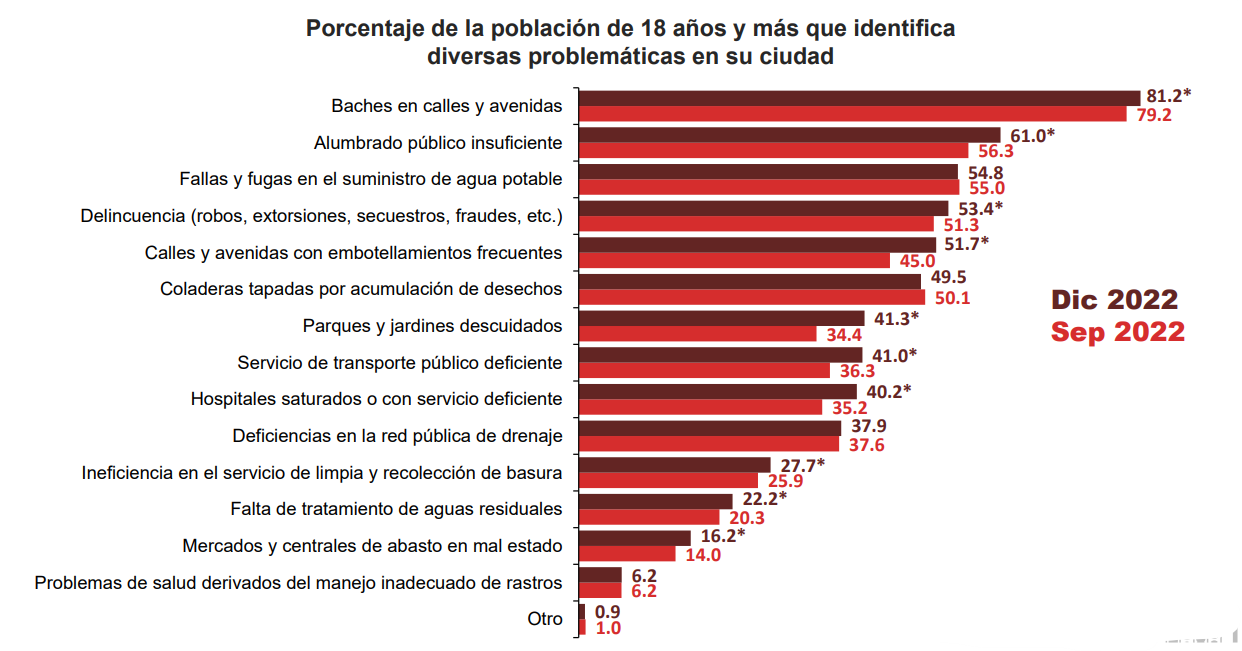 Porcentaje de la población de 18 años y más que identifica
diversas problemáticas en su ciudad
Baches en calles y avenidas
81.2*
79.2
Alumbrado público insuficiente
61.0*
56.3
Fallas y fugas en el suministro de agua potable
54.8
55.0
Delincuencia (robos, extorsiones, secuestros, fraudes, etc.)
53.4*
51.3
Calles y avenidas con embotellamientos frecuentes
51.7*
45.0
Coladeras tapadas por acumulación de desechos
49.5
50.1
Dic 2022
Sep 2022
Parques y jardines descuidados
41.3*
34.4
Servicio de transporte público deficiente
41.0*
36.3
Hospitales saturados o con servicio deficiente
40.2*
35.2
Deficiencias en la red pública de drenaje
37.9
37.6
Ineficiencia en el servicio de limpia y recolección de basura
27.7*
25.9
Falta de tratamiento de aguas residuales
22.2*
20.3
Mercados y centrales de abasto en mal estado
16.2*
14.0
Problemas de salud derivados del manejo inadecuado de rastros
6.2
6.2
Otro
0.9
1.0